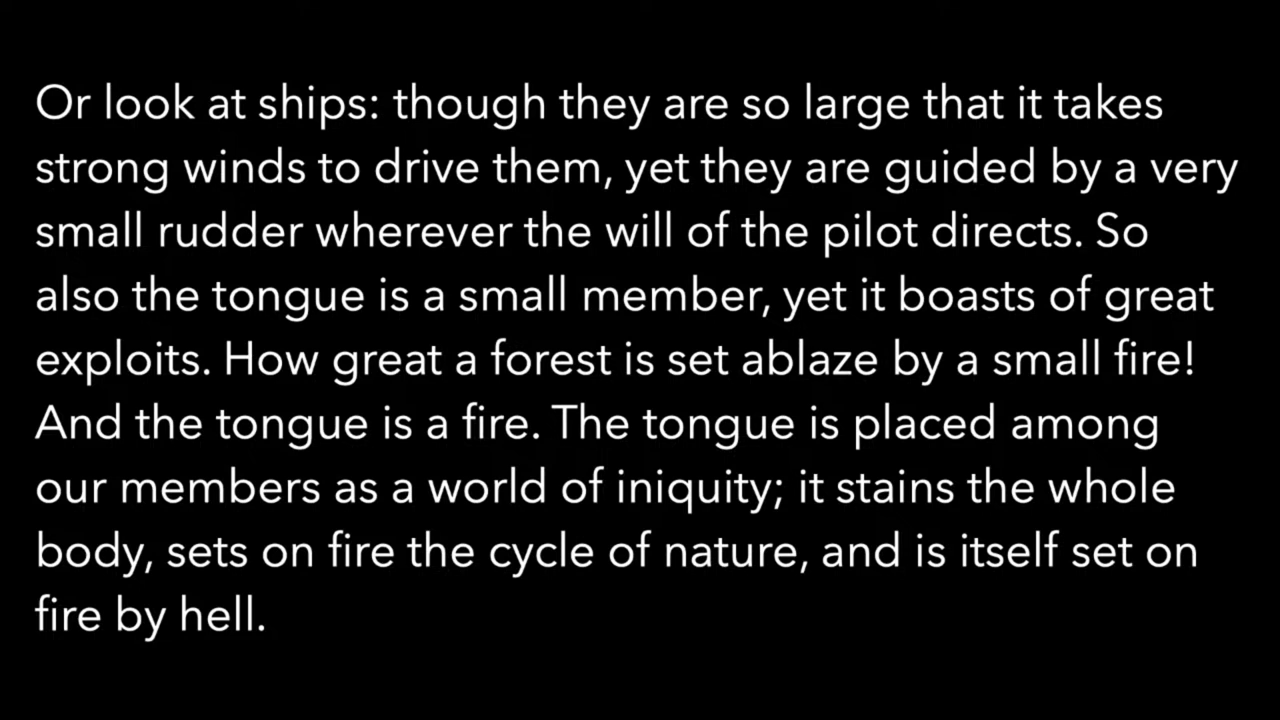 Or look at ships: though they are so large that it takes
strong winds to drive them, yet they are guided by a very
small rudder wherever the will of the pilot directs. So
also the tongue is a small member, yet it boasts of great
exploits. How great a forest is set ablaze by a small fire!
And the tongue is a fire. The tongue is placed among
our members as a world of iniquity; it stains the whole
body, sets on fire the cycle of nature, and is itself set on
fire by hell.